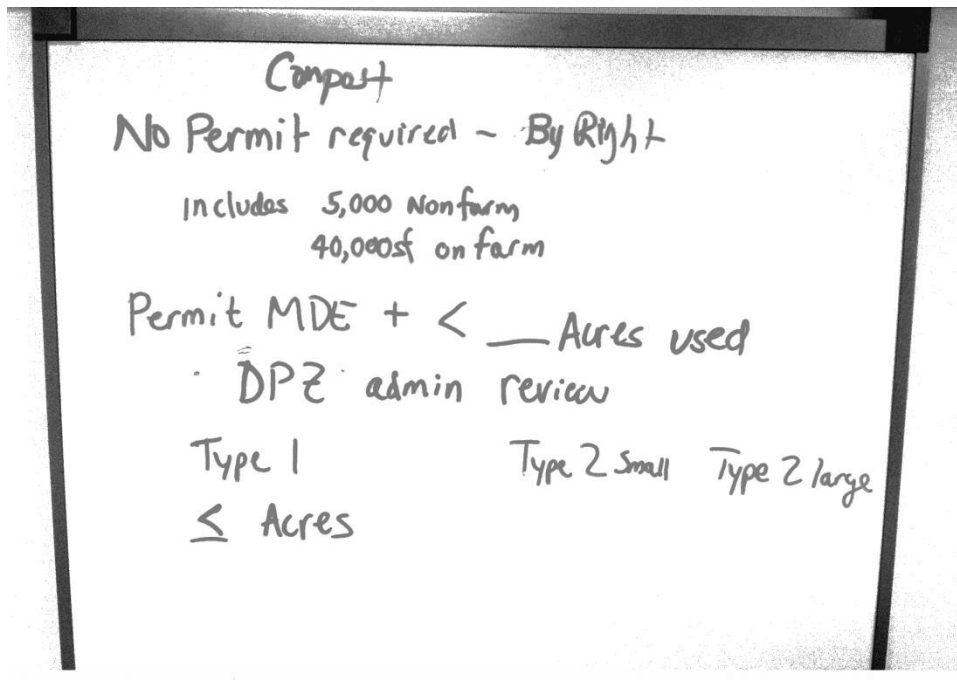 Compost
No Permit required - By Right
includes 5,000 Nonfarm
40,000sf on farm
Permit MDE + < __ Acres used
DPZ admin review
Type 1 Type 2 small Type 2 large
≤ Acres